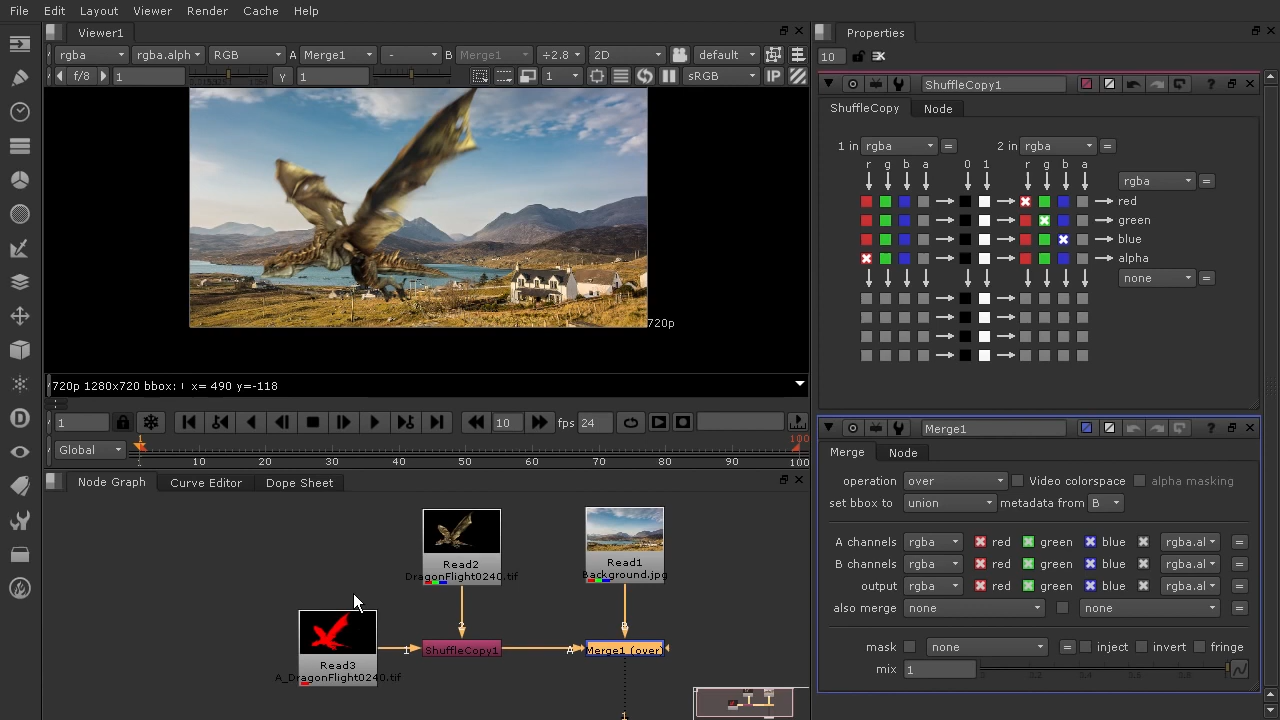 File Edit Layout Viewer Render Cache Help
Viewer1
rgba rgba.alph RGB A Merge1 - B Merge1 +2.8 2D default
f/8 1 γ 1 1 sRGB IP
720p
720p 1280x720 bbox: x= 490 y=-118
1 10 fps 24
Global 1 10 20 30 40 50 60 70 80 90 100
1 100
Node Graph Curve Editor Dope Sheet
Read2
DragonFlight0240.tif
Read1
Background.jpg
2 B
1 ShuffleCopy1 A Merge1 (over)
Read3
A_DragonFlight0240.tif
1
Properties
10
ShuffleCopy1 ?
ShuffleCopy Node
1 in rgba = 2 in rgba =
r g b a 0 1 r g b a
rgba =
red
green
blue
alpha
none =
Merge1 ?
Merge Node
operation over Video colorspace alpha masking
set bbox to union metadata from B
A channels rgba red green blue rgba.al =
B channels rgba red green blue rgba.al =
output rgba red green blue rgba.al =
also merge none none =
mask none = inject invert fringe
mix 1